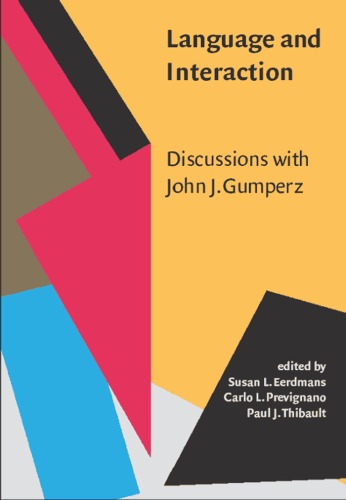 Language and
Interaction
Discussions with
John J. Gumperz
edited by
Susan L. Eerdmans
Carlo L. Prevignano
Paul J. Thibault